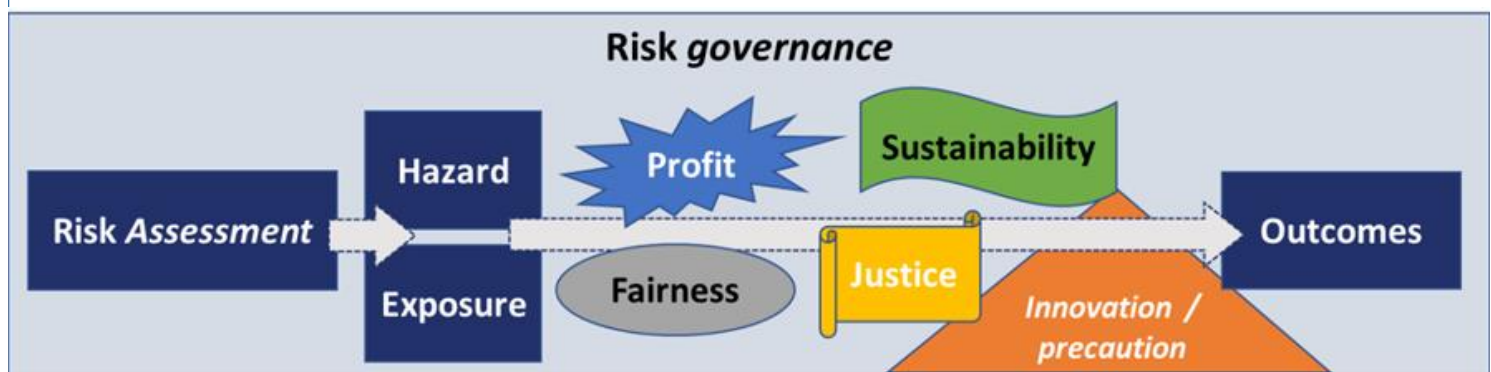 Risk governance
Risk Assessment
Hazard
Exposure
Profit
Fairness
Sustainability
Justice
Innovation /
precaution
Outcomes